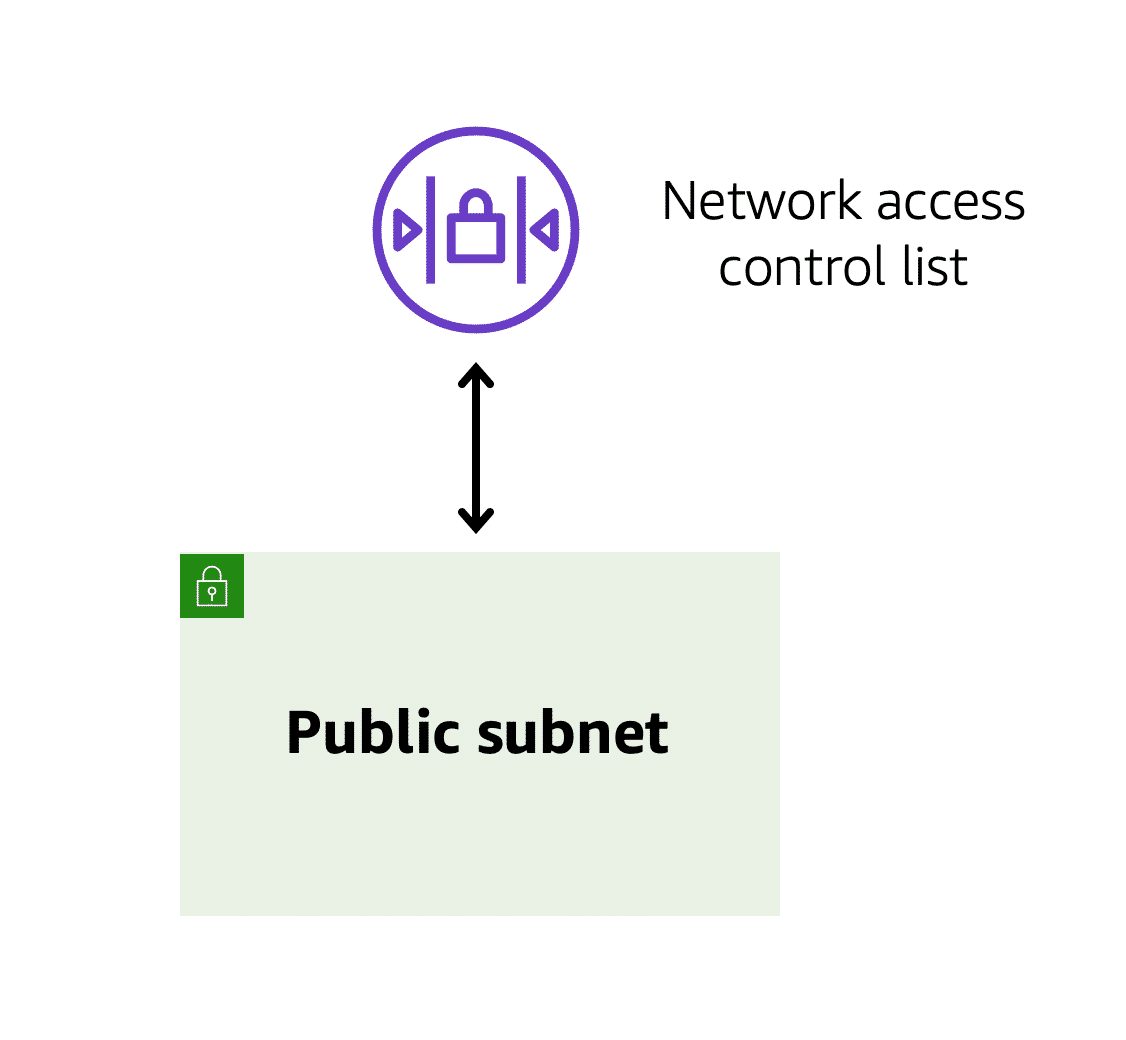 Network access
control list
Public subnet